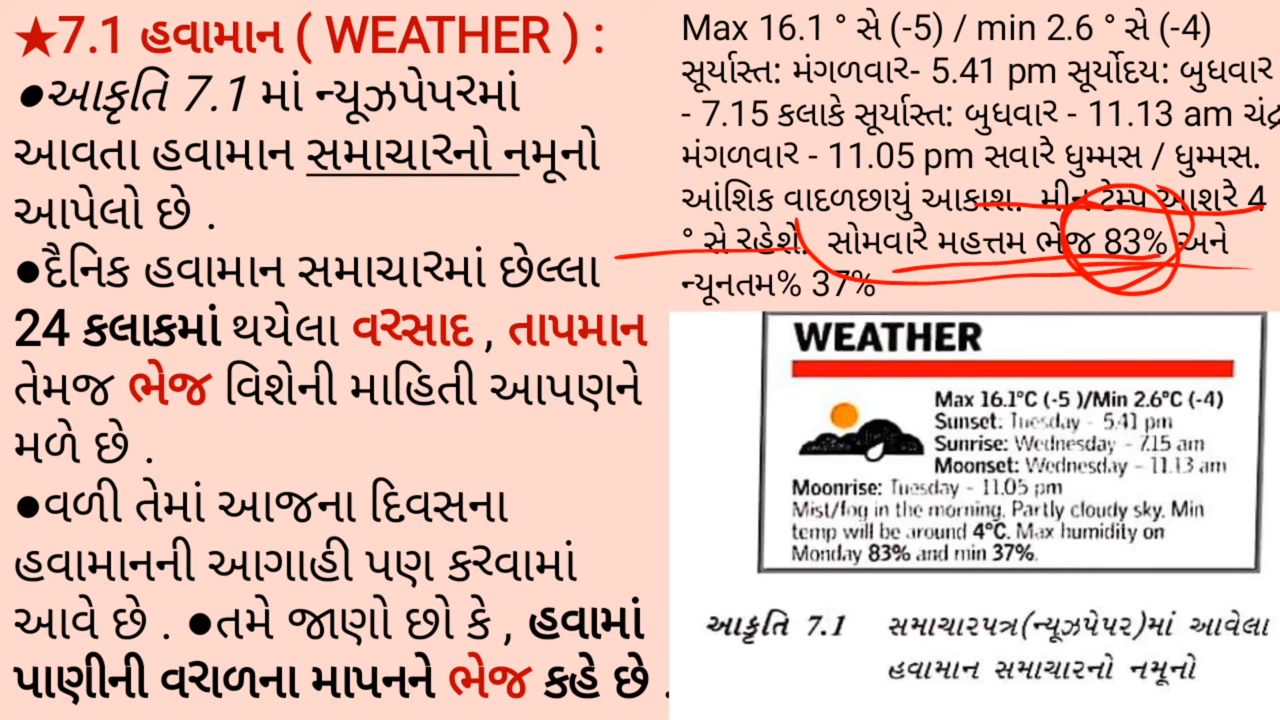 ★7.1 હવામાન ( WEATHER ) :
●આકૃતિ 7.1 માં ન્યૂઝપેપરમાં
આવતા હવામાન સમાચારનો નમૂનો
આપેલો છે .
●દૈનિક હવામાન સમાચારમાં છેલ્લા
24 કલાકમાં થયેલા વરસાદ , તાપમાન
તેમજ ભેજ વિશેની માહિતી આપણને
મળે છે .
●વળી તેમાં આજના દિવસના
હવામાનની આગાહી પણ કરવામાં
આવે છે . ●તમે જાણો છો કે , હવામાં
પાણીની વરાળના માપનને ભેજ કહે છે .
Max 16.1 ° સે (-5) / min 2.6 ° સે (-4)
સૂર્યાસ્ત: મંગળવાર- 5.41 pm સૂર્યોદય: બુધવાર
- 7.15 કલાકે સૂર્યાસ્ત: બુધવાર - 11.13 am ચંદ્ર
મંગળવાર - 11.05 pm સવારે ધુમ્મસ / ધુમ્મસ.
આંશિક વાદળછાયું આકાશ. મીન ટેમ્પ આશરે 4
° સે રહેશે. સોમવારે મહત્તમ ભેજ 83% અને
ન્યૂનતમ% 37%
WEATHER
Max 16.1°C (-5 )/Min 2.6°C (-4)
Sunset: Tuesday - 5.41 pm
Sunrise: Wednesday - 7.15 am
Moonset: Wednesday - 11.13 am
Moonrise: Tuesday - 11.05 pm
Mist/fog in the morning. Partly cloudy sky. Min
temp will be around 4°C. Max humidity on
Monday 83% and min 37%.
આકૃતિ 7.1 સમાચારપત્ર(ન્યૂઝપેપર)માં આવેલા
હવામાન સમાચારનો નમૂનો